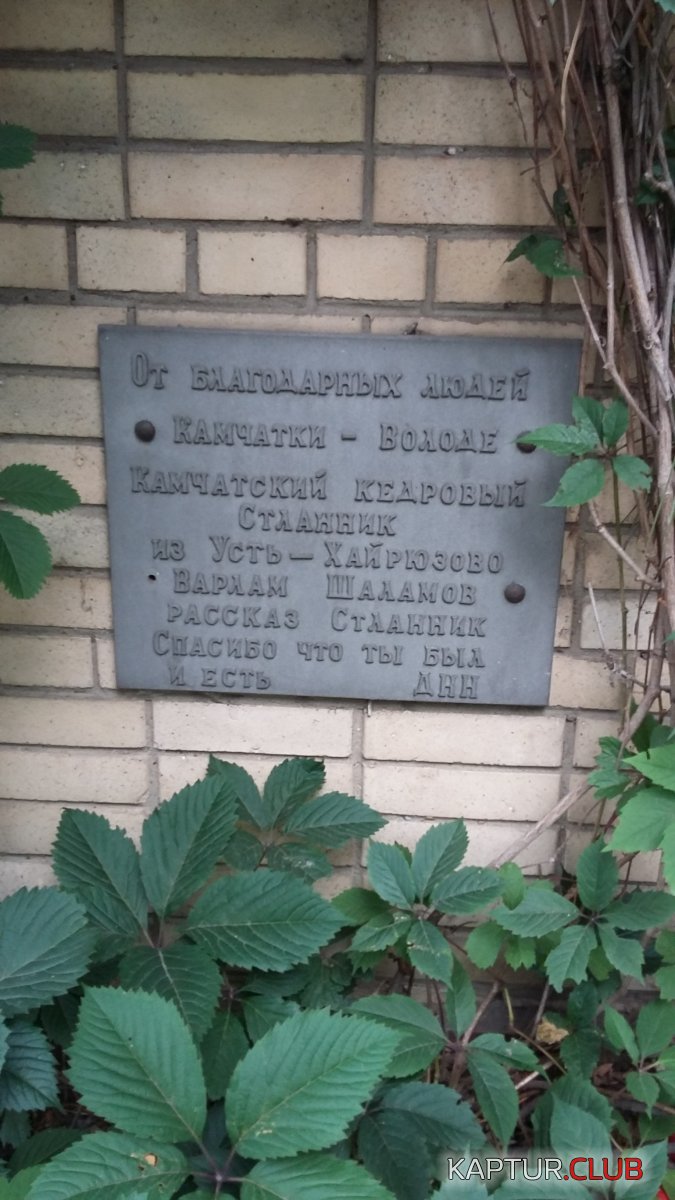 От благодарных людей
Камчатки – Володе
Камчатский кедровый
Стланник
из Усть – Хайрюзово
Варлам Шаламов
рассказ Стланник
Спасибо что ты был
и есть ДНН
KAPTUR.CLUB